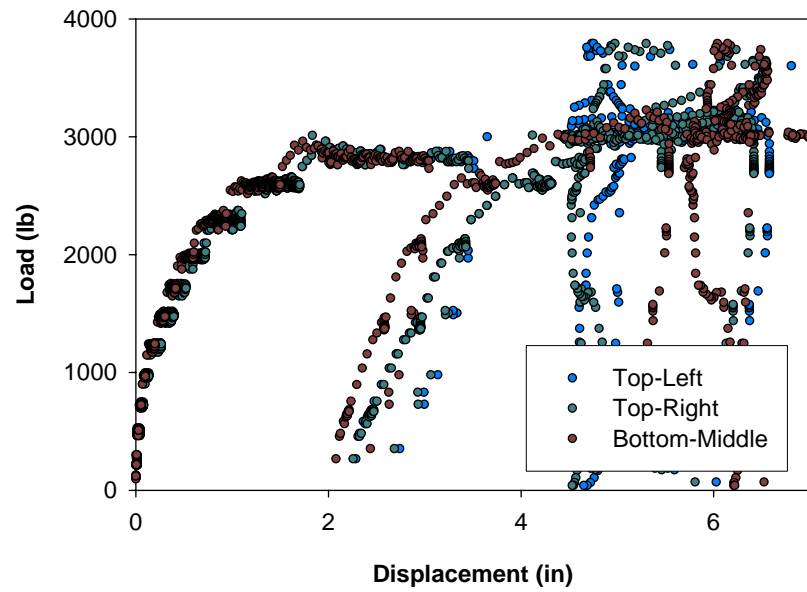 4000
3000
2000
1000
0
Load (lb)
Top-Left
Top-Right
Bottom-Middle
0 2 4 6
Displacement (in)